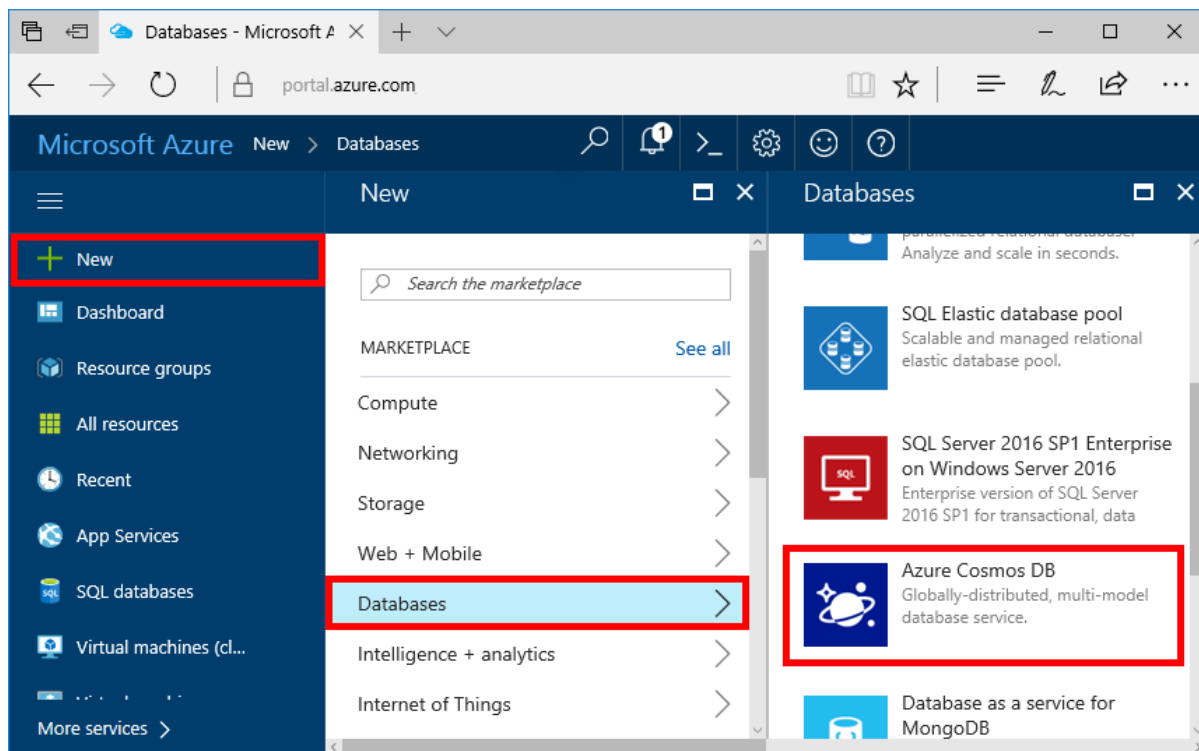 Databases - Microsoft A
portal.azure.com
Microsoft Azure New > Databases
1
New
Databases
New
Dashboard
Resource groups
All resources
Recent
App Services
SQL databases
SQL
Virtual machines (cl...
More services >
Search the marketplace
MARKETPLACE See all
Compute
Networking
Storage
Web + Mobile
Databases
Intelligence + analytics
Internet of Things
parallelized relational database.
Analyze and scale in seconds.
SQL Elastic database pool
Scalable and managed relational
elastic database pool.
SQL
SQL Server 2016 SP1 Enterprise
on Windows Server 2016
Enterprise version of SQL Server
2016 SP1 for transactional, data
Azure Cosmos DB
Globally-distributed, multi-model
database service.
Database as a service for
MongoDB